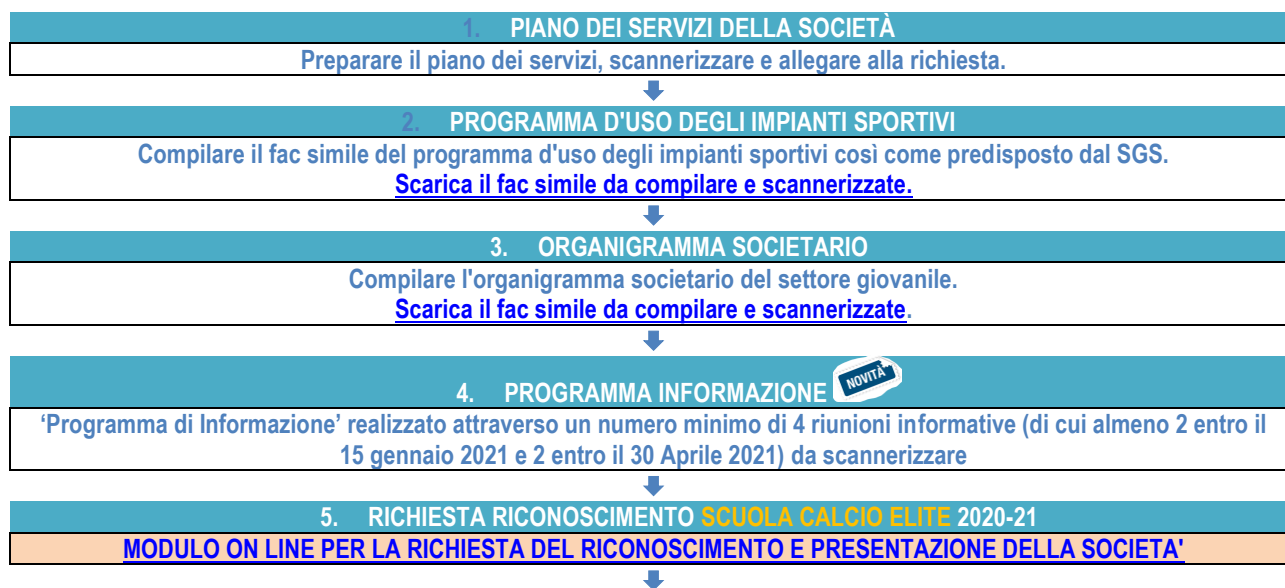 1. PIANO DEI SERVIZI DELLA SOCIETÀ
Preparare il piano dei servizi, scannerizzare e allegare alla richiesta.
2. PROGRAMMA D'USO DEGLI IMPIANTI SPORTIVI
Compilare il fac simile del programma d'uso degli impianti sportivi così come predisposto dal SGS.
Scarica il fac simile da compilare e scannerizzate.
3. ORGANIGRAMMA SOCIETARIO
Compilare l'organigramma societario del settore giovanile.
Scarica il fac simile da compilare e scannerizzate.
4. PROGRAMMA INFORMAZIONE NOVITÀ
‘Programma di Informazione’ realizzato attraverso un numero minimo di 4 riunioni informative (di cui almeno 2 entro il
15 gennaio 2021 e 2 entro il 30 Aprile 2021) da scannerizzare
5. RICHIESTA RICONOSCIMENTO SCUOLA CALCIO ELITE 2020-21
MODULO ON LINE PER LA RICHIESTA DEL RICONOSCIMENTO E PRESENTAZIONE DELLA SOCIETA'